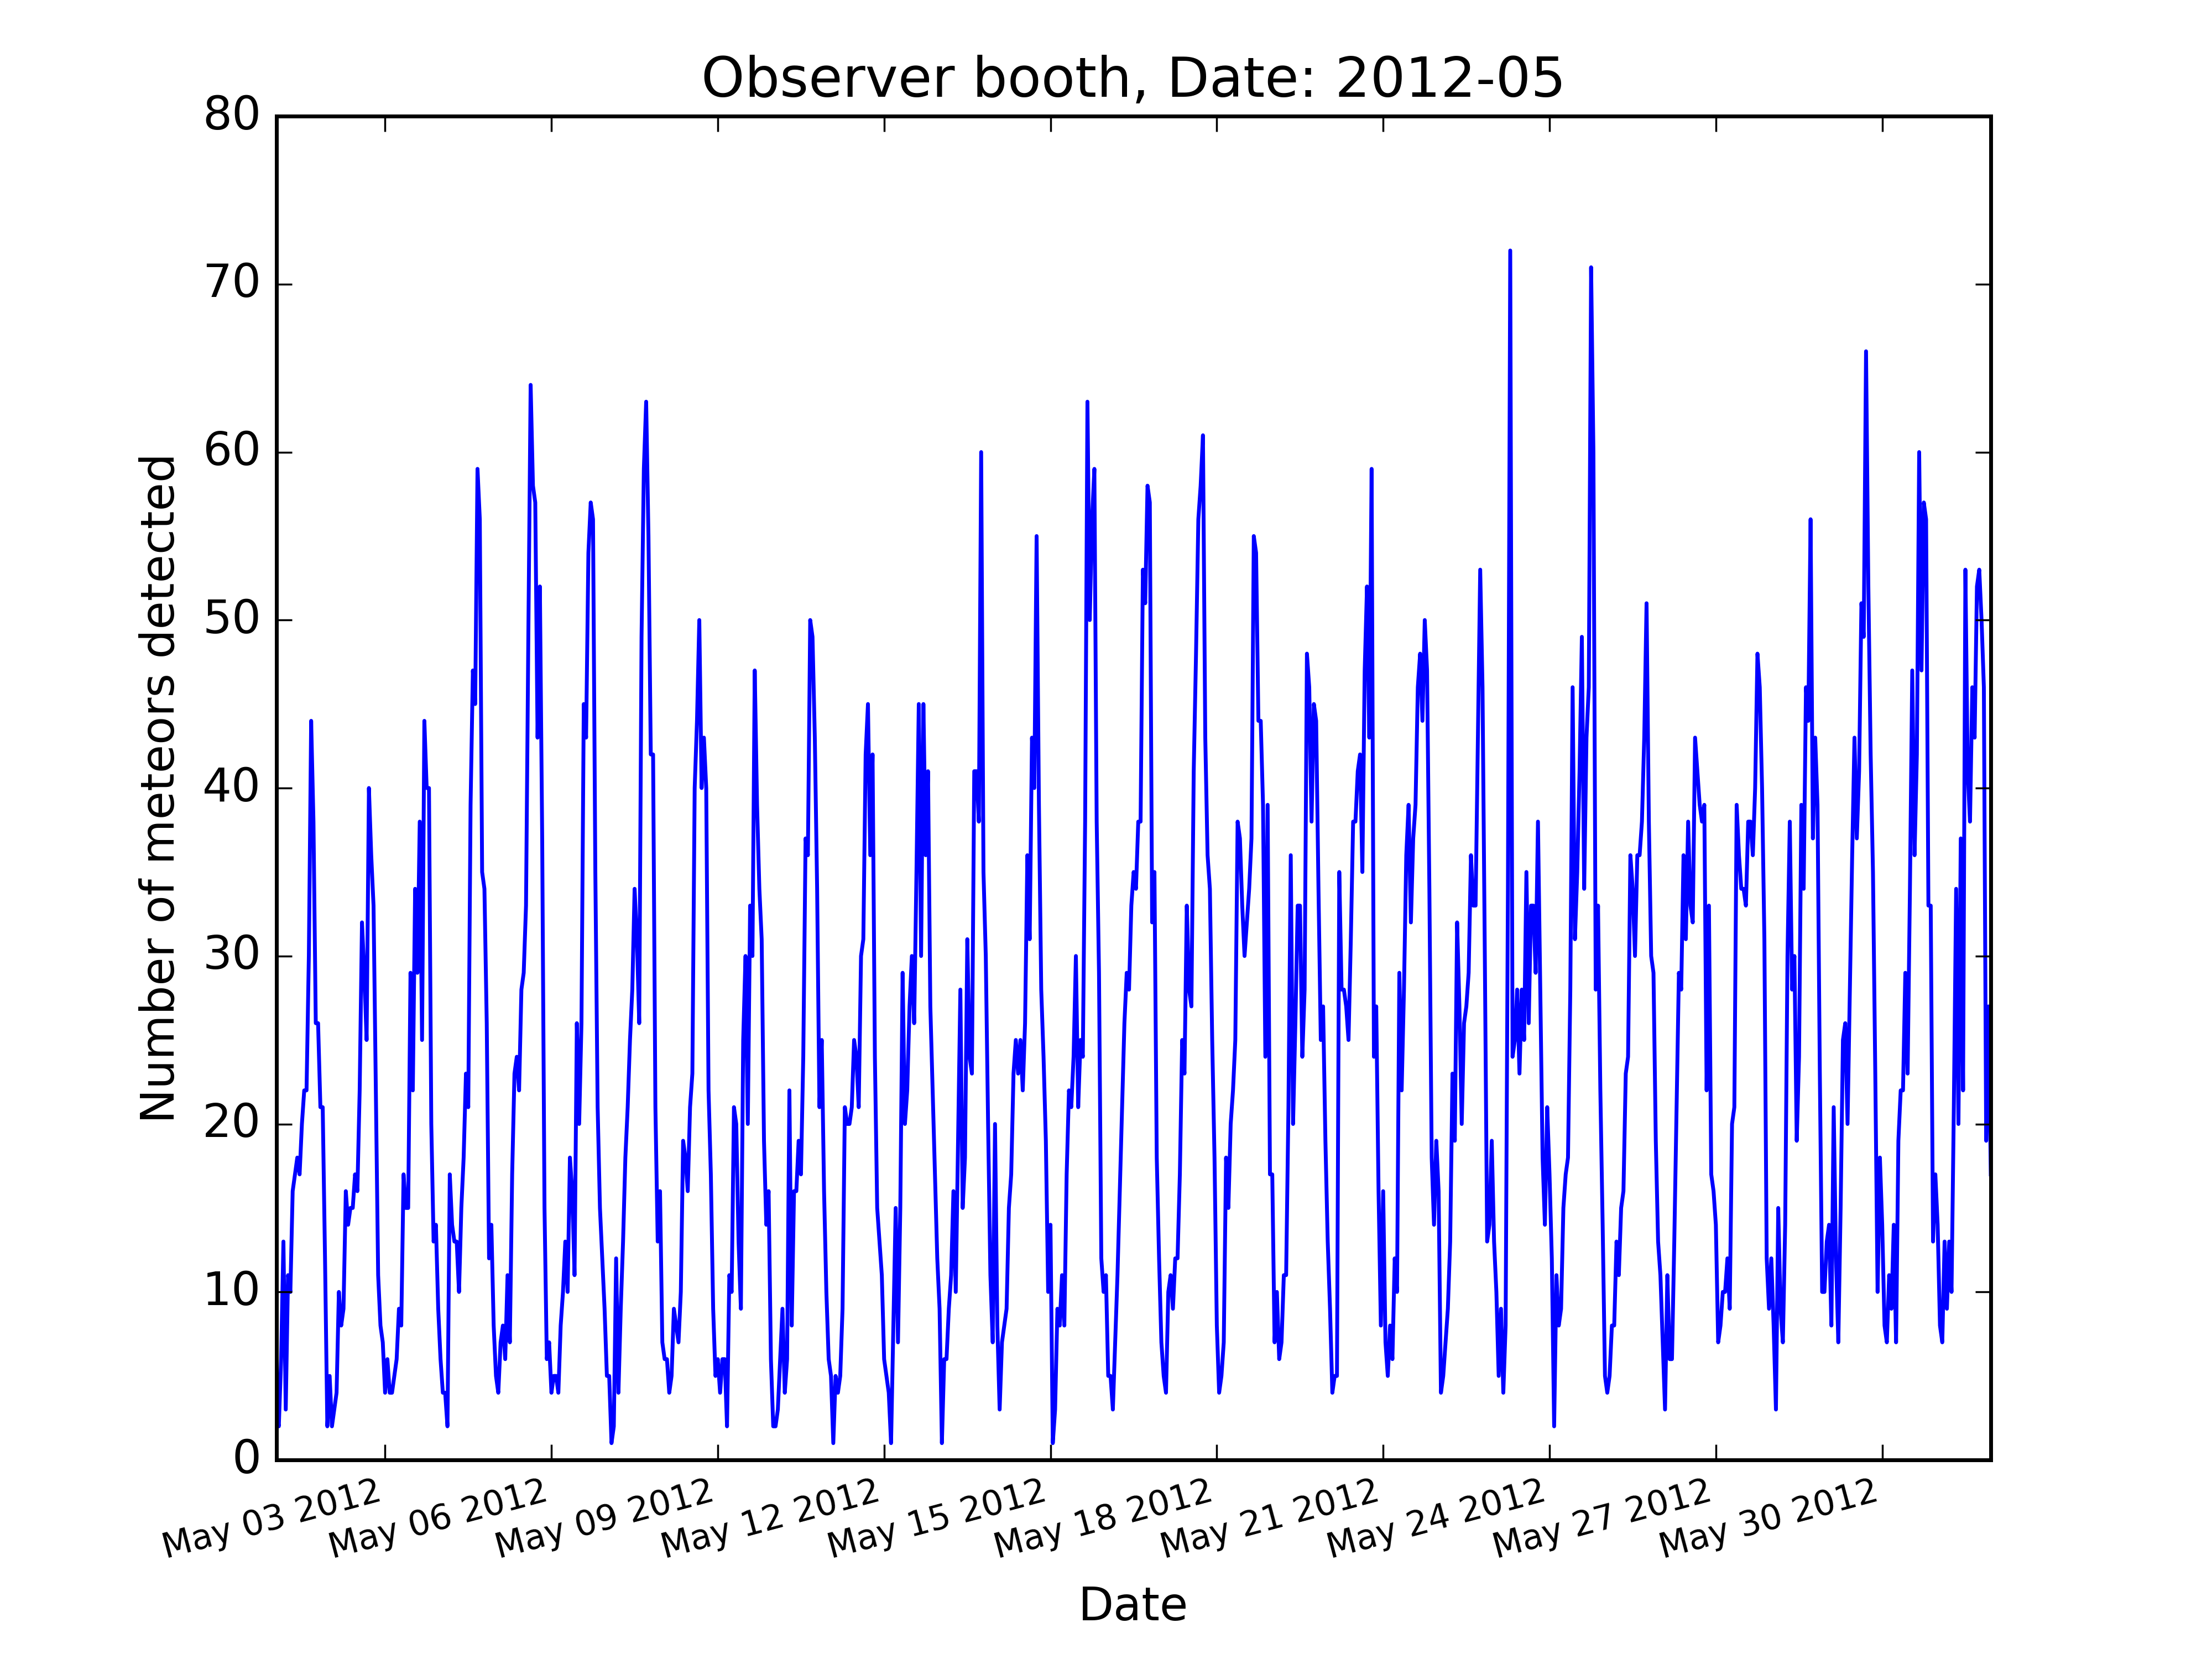 Observer booth, Date: 2012-05
80
70
60
50
40
30
20
10
0
Number of meteors detected
May 03 2012
May 06 2012
May 09 2012
May 12 2012
May 15 2012
May 18 2012
May 21 2012
May 24 2012
May 27 2012
May 30 2012
Date